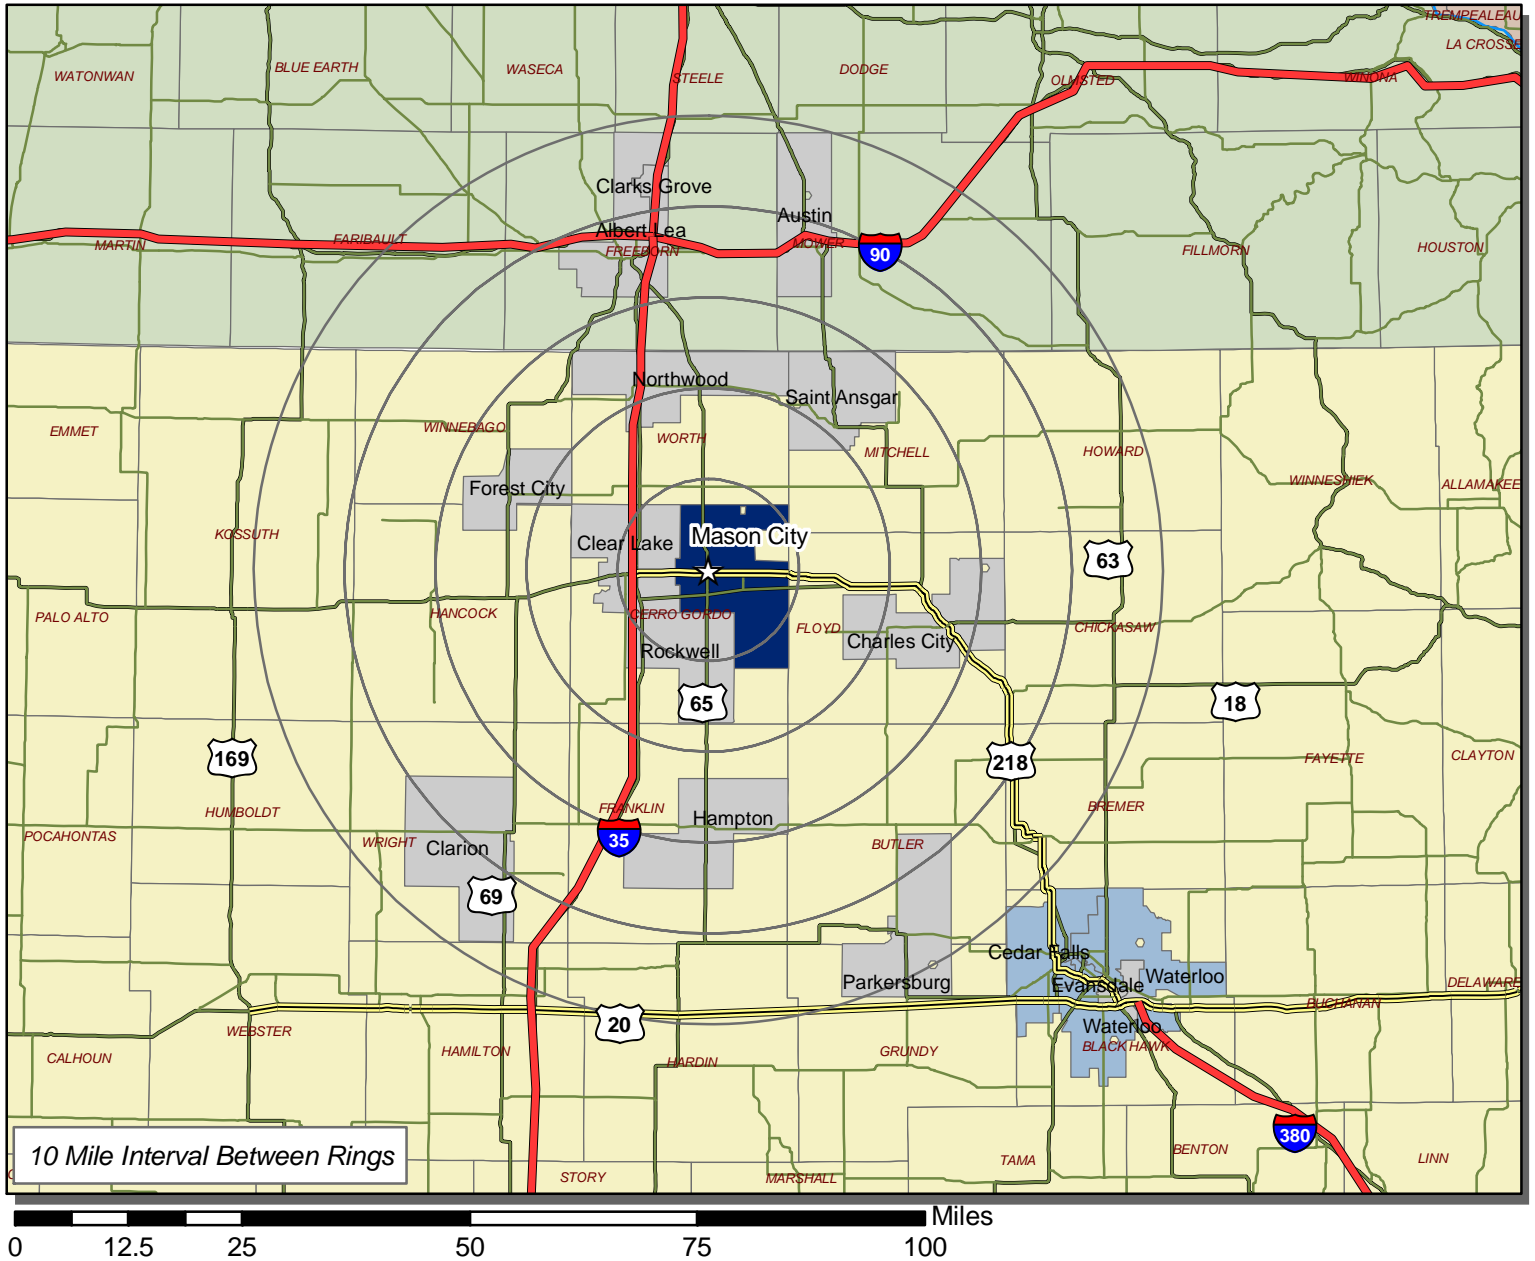 TREMPEALEAU
LA CROSSE
WATONWAN
BLUE EARTH
WASECA
STEELE
DODGE
OLMSTED
WINONA
Clarks Grove
Austin
Albert Lea
MARTIN
FARIBAULT
FREEBORN
MOWER
90
FILLMORN
HOUSTON
Northwood
Saint Ansgar
EMMET
WINNEBAGO
WORTH
MITCHELL
HOWARD
WINNESHIEK
ALLAMAKEE
Forest City
KOSSUTH
Clear Lake
Mason City
63
PALO ALTO
HANCOCK
CERRO GORDO
FLOYD
CHICKASAW
Rockwell
Charles City
65
18
169
218
FAYETTE
CLAYTON
HUMBOLDT
FRANKLIN
Hampton
BREMER
POCAHONTAS
WRIGHT
Clarion
35
BUTLER
69
Cedar Falls
Parkersburg
Evansdale
Waterloo
DELAWARE
BUCHANAN
WEBSTER
20
Waterloo
BLACK HAWK
CALHOUN
HAMILTON
HARDIN
GRUNDY
380
10 Mile Interval Between Rings
STORY
MARSHALL
TAMA
BENTON
LINN
Miles
0 12.5 25 50 75 100